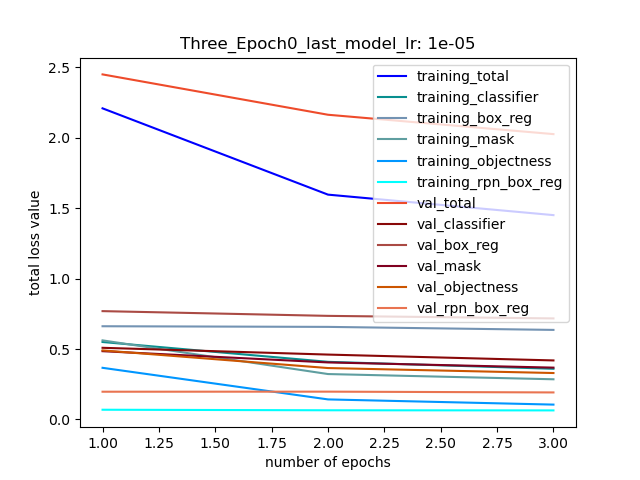 Three_Epoch0_last_model_lr: 1e-05
total loss value
2.5
2.0
1.5
1.0
0.5
0.0
training_total
training_classifier
training_box_reg
training_mask
training_objectness
training_rpn_box_reg
val_total
val_classifier
val_box_reg
val_mask
val_objectness
val_rpn_box_reg
1.00 1.25 1.50 1.75 2.00 2.25 2.50 2.75 3.00
number of epochs